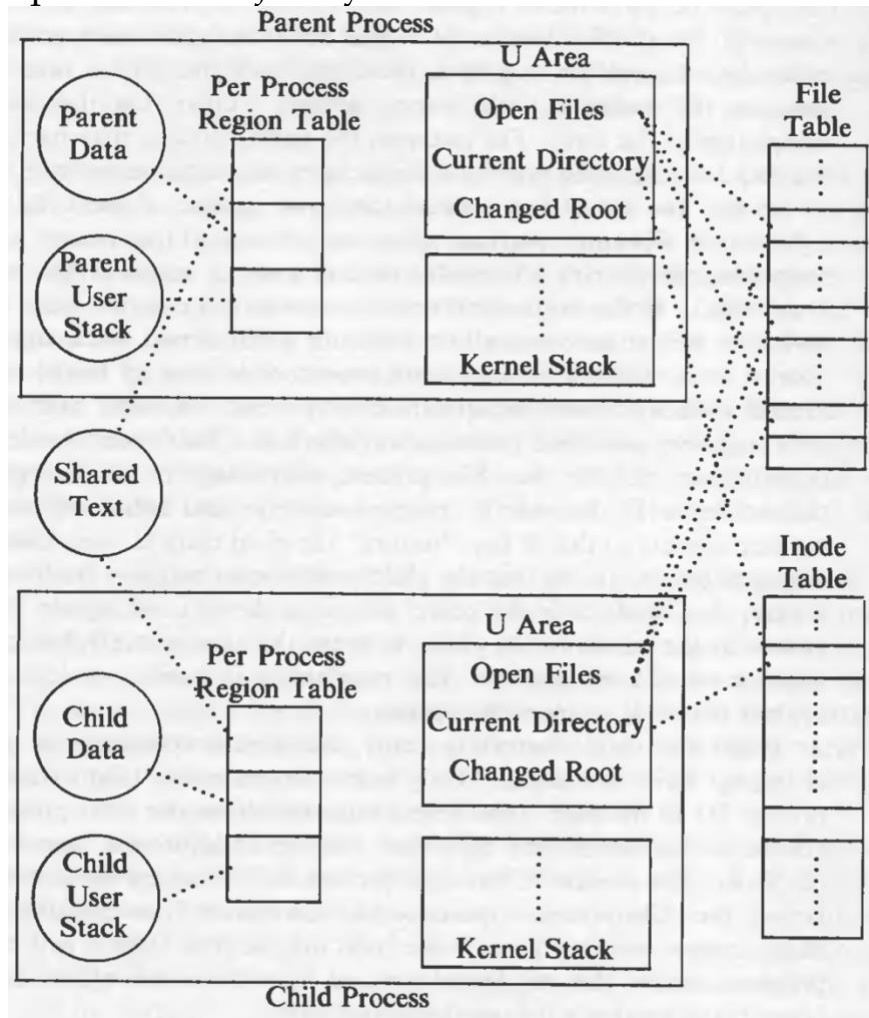 Parent Process
U Area
Per Process
Region Table
Parent
Data
Open Files
Current Directory
Changed Root
File
Table
Parent
User
Stack
Kernel Stack
Shared
Text
Inode
Table
U Area
Per Process
Region Table
Open Files
Current Directory
Changed Root
Child
Data
Child
User
Stack
Kernel Stack
Child Process